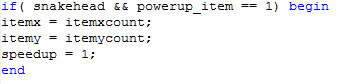 if( snakehead && powerup_item == 1) begin
itemx = itemxcount;
itemy = itemycount;
speedup = 1;
end